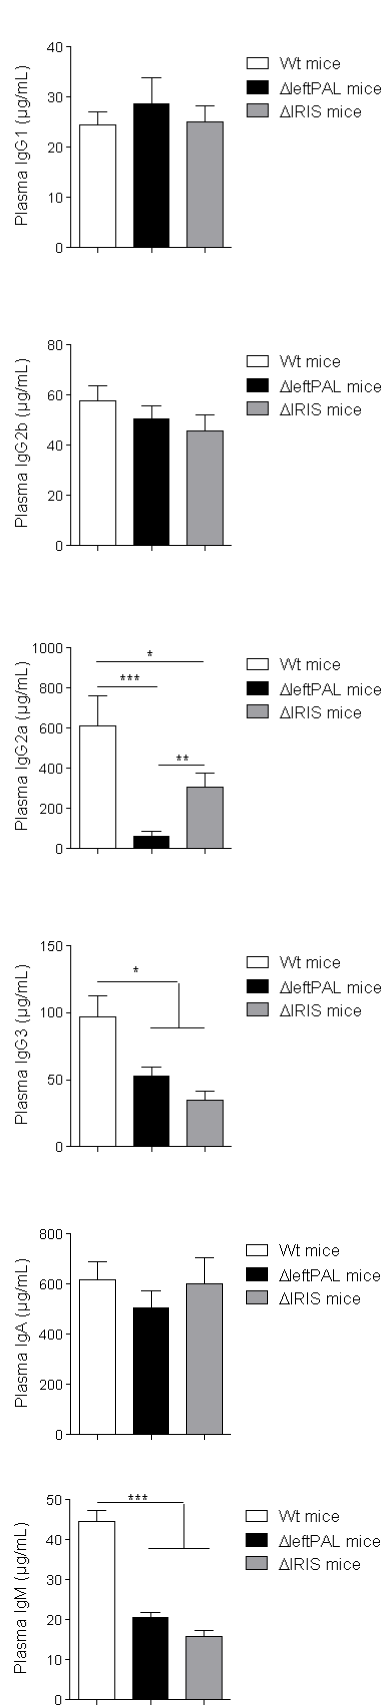 Plasma IgG1 (µg/mL)
40
30
20
10
0
Wt mice
ΔleftPAL mice
ΔIRIS mice
Plasma IgG2b (µg/mL)
80
60
40
20
0
Wt mice
ΔleftPAL mice
ΔIRIS mice
Plasma IgG2a (µg/mL)
1000
800
600
400
200
0
*
***
**
Wt mice
ΔleftPAL mice
ΔIRIS mice
Plasma IgG3 (µg/mL)
150
100
50
0
*
Wt mice
ΔleftPAL mice
ΔIRIS mice
Plasma IgA (µg/mL)
800
600
400
200
0
Wt mice
ΔleftPAL mice
ΔIRIS mice
Plasma IgM (µg/mL)
50
40
30
20
10
0
***
Wt mice
ΔleftPAL mice
ΔIRIS mice